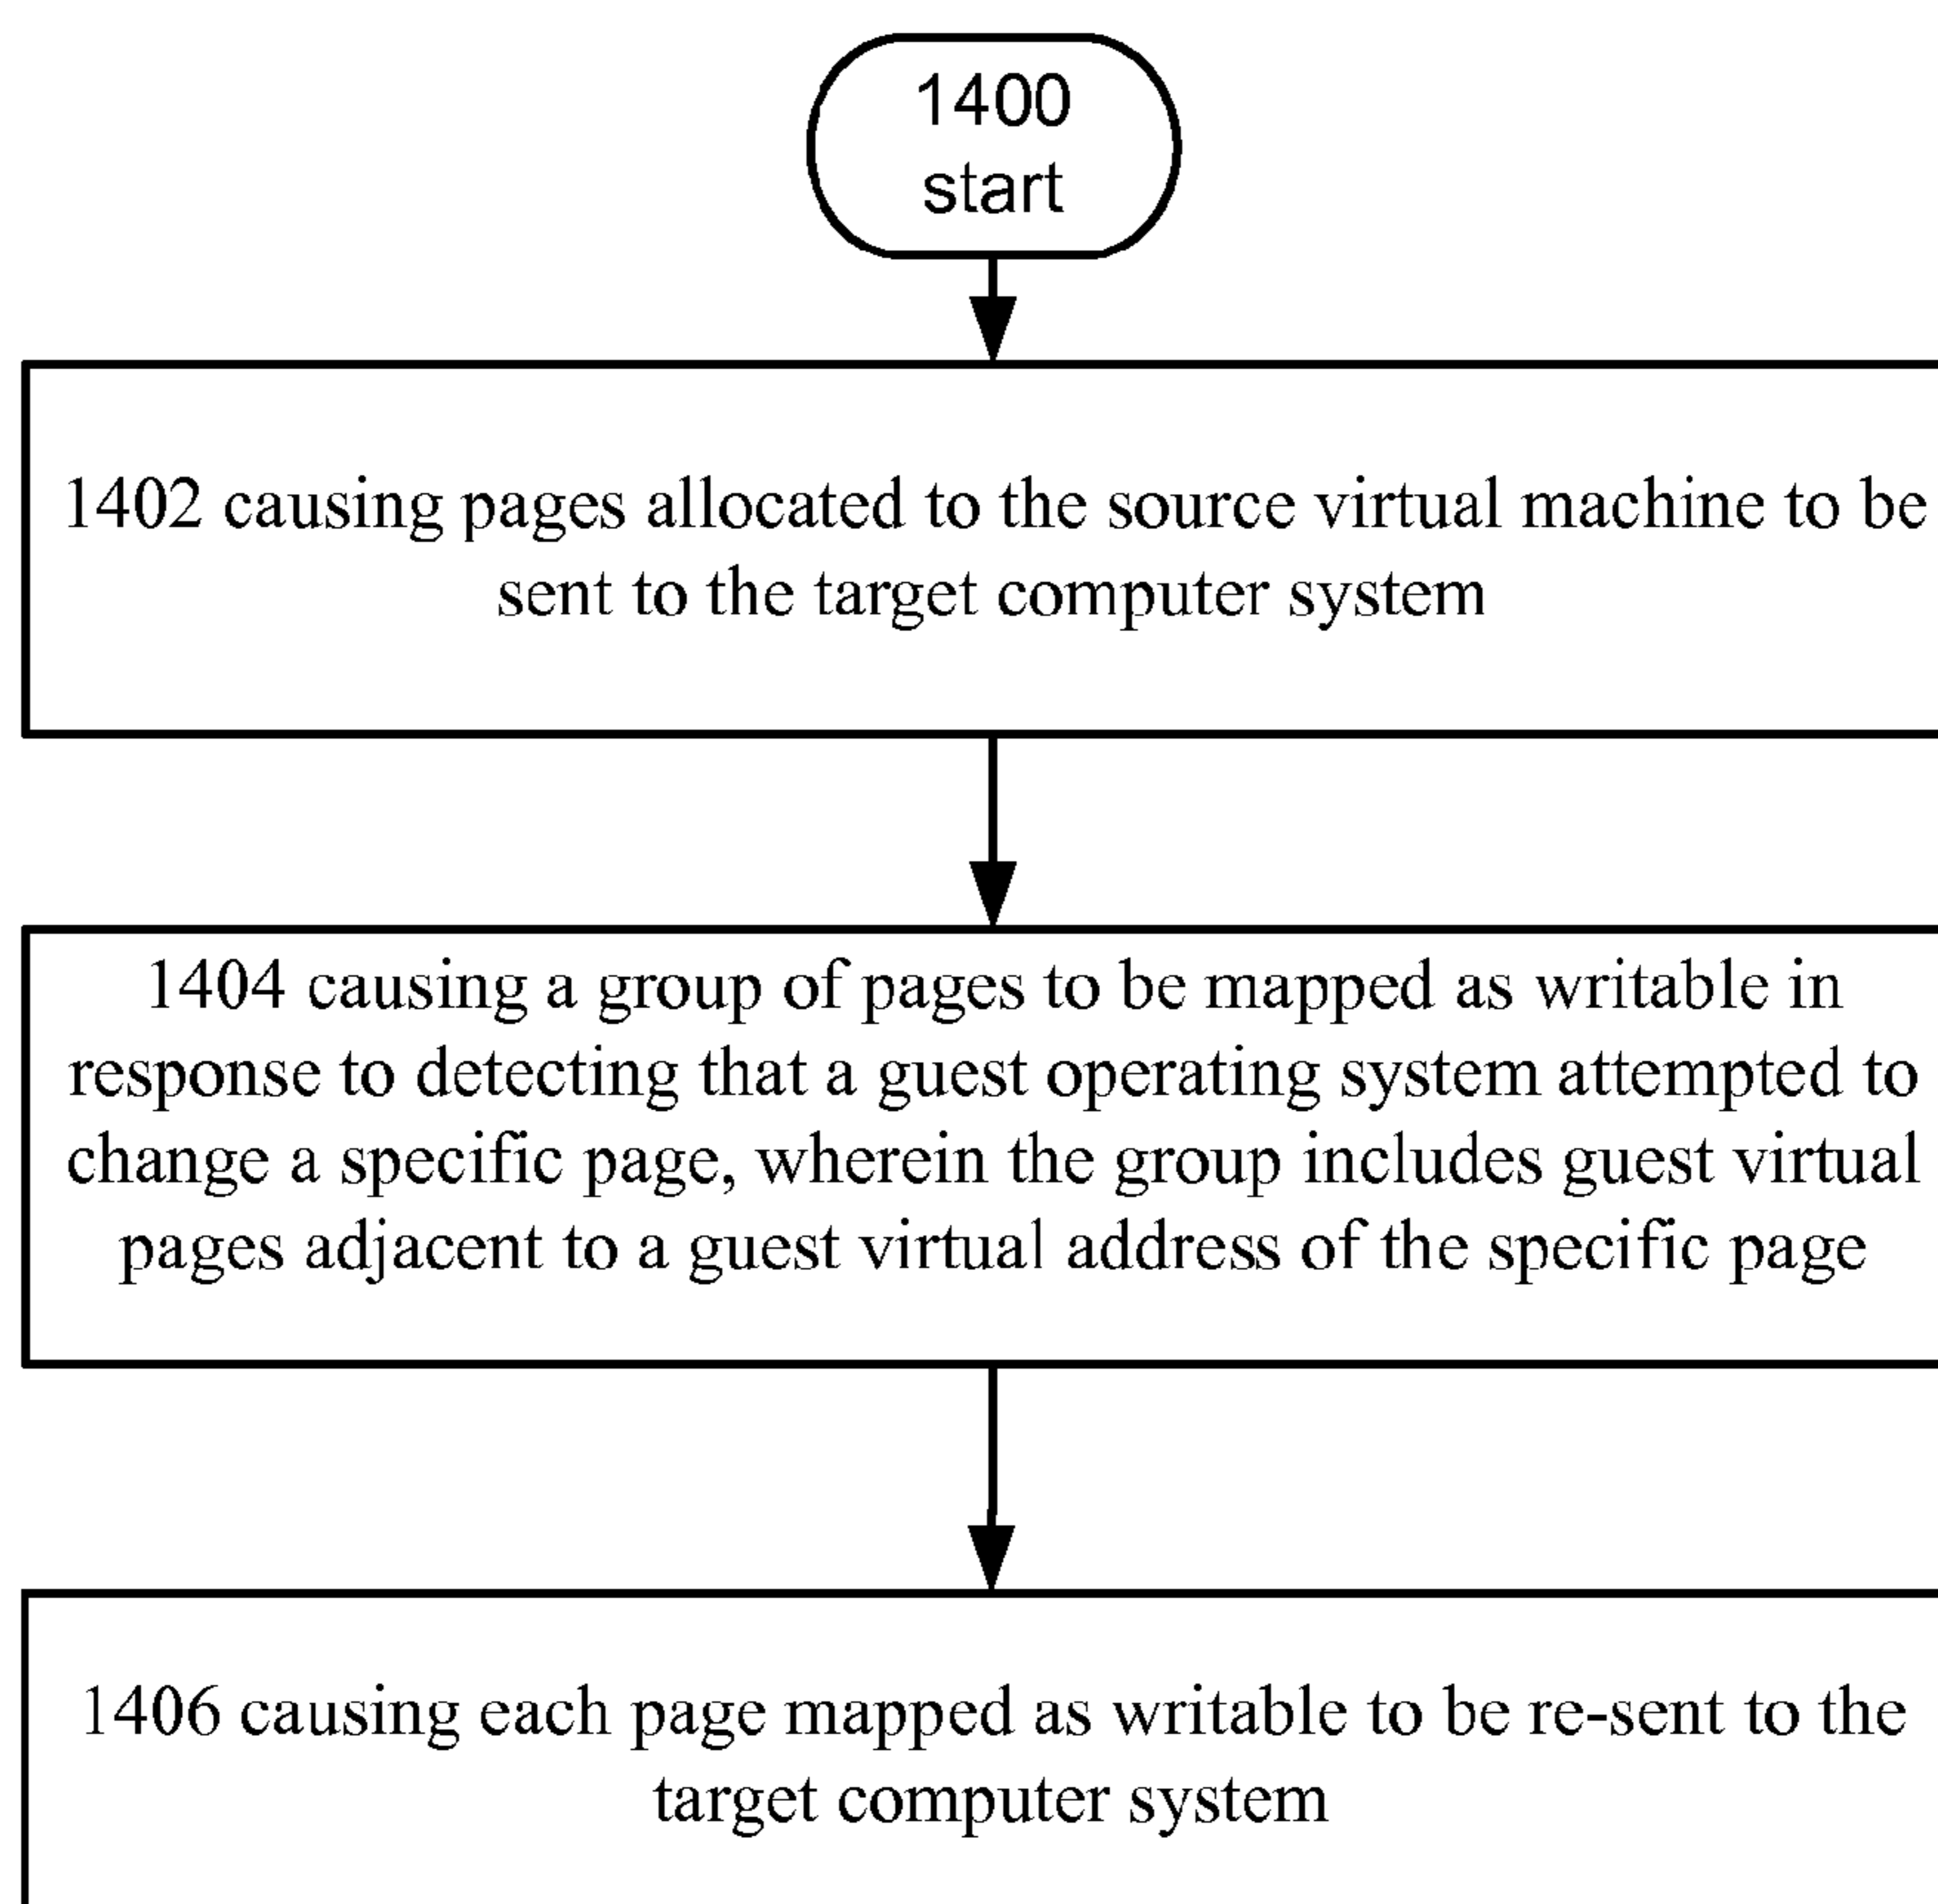 1400
start
1402 causing pages allocated to the source virtual machine to be
sent to the target computer system
1404 causing a group of pages to be mapped as writable in
response to detecting that a guest operating system attempted to
change a specific page, wherein the group includes guest virtual
pages adjacent to a guest virtual address of the specific page
1406 causing each page mapped as writable to be re-sent to the
target computer system